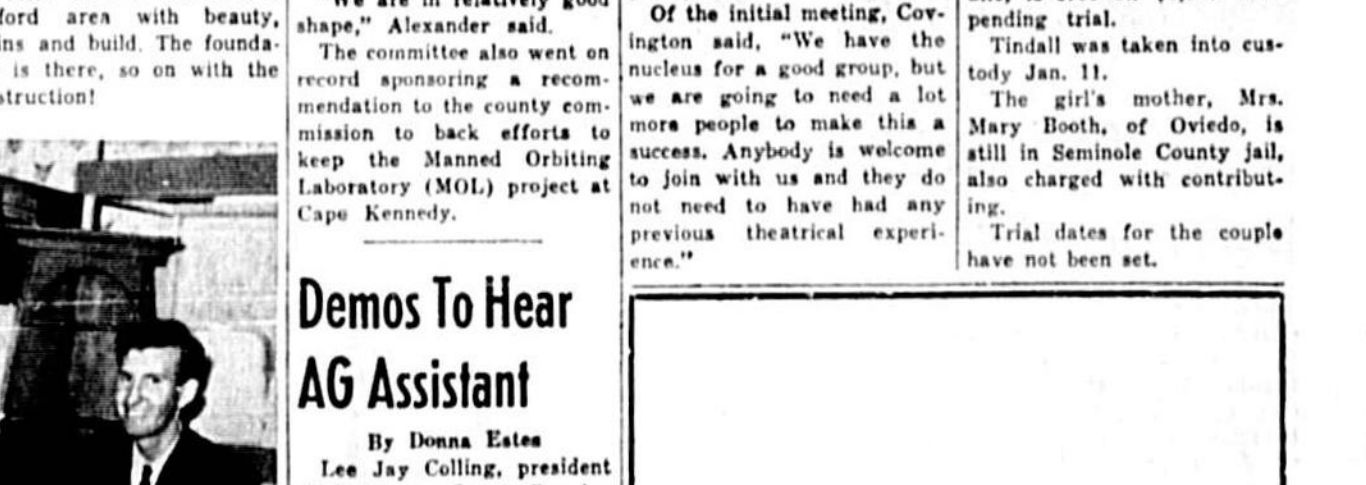 ford area with beauty,
ins and build. The founda-
is there, so on with the
struction!
"We are in relatively good
shape," Alexander said.
The committee also went on
record sponsoring a recom-
mendation to the county com-
mission to back efforts to
keep the Manned Orbiting
Laboratory (MOL) project at
Cape Kennedy.
Demos To Hear
AG Assistant
By Donna Estes
Lee Jay Colling, president
Of the initial meeting, Cov-
ington said, "We have the
nucleus for a good group, but
we are going to need a lot
more people to make this a
success. Anybody is welcome
to join with us and they do
not need to have had any
previous theatrical experi-
ence."
pending trial.
Tindall was taken into cus-
tody Jan. 11.
The girl's mother, Mrs.
Mary Booth, of Oviedo, is
still in Seminole County jail,
also charged with contribut-
ing.
Trial dates for the couple
have not been set.